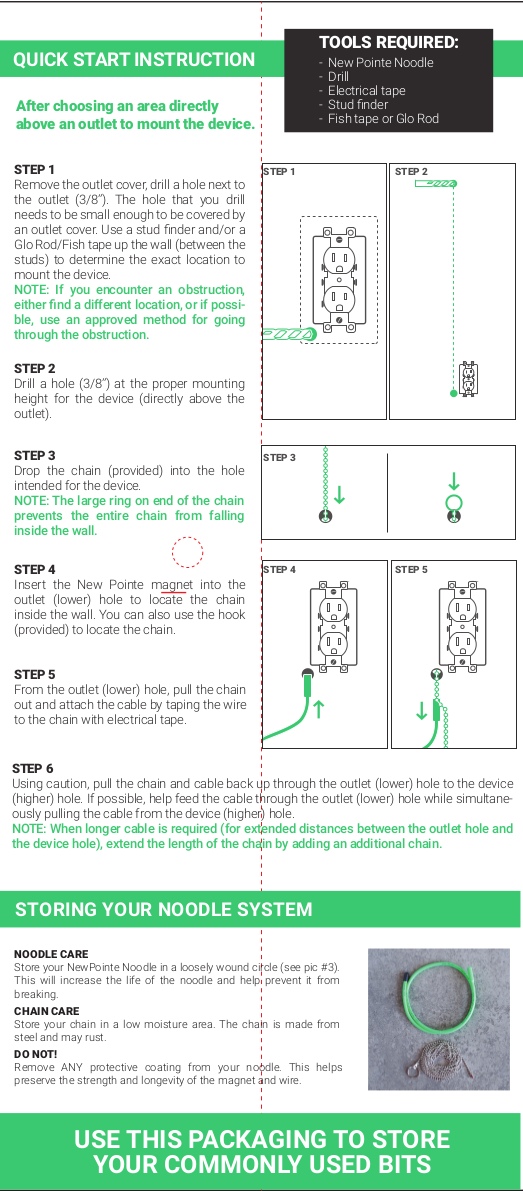 QUICK START INSTRUCTION
TOOLS REQUIRED:
- New Pointe Noodle
- Drill
- Electrical tape
- Stud finder
- Fish tape or Glo Rod
After choosing an area directly
above an outlet to mount the device.
STEP 1
Remove the outlet cover, drill a hole next to
the outlet (3/8”). The hole that you drill
needs to be small enough to be covered by
an outlet cover. Use a stud finder and/or a
Glo Rod/Fish tape up the wall (between the
studs) to determine the exact location to
mount the device.
NOTE: If you encounter an obstruction,
either find a different location, or if possi-
ble, use an approved method for going
through the obstruction.
STEP 2
Drill a hole (3/8”) at the proper mounting
height for the device (directly above the
outlet).
STEP 1
STEP 2
STEP 3
Drop the chain (provided) into the hole
intended for the device.
NOTE: The large ring on end of the chain
prevents the entire chain from falling
inside the wall.
STEP 3
STEP 4
Insert the New Pointe magnet into the
outlet (lower) hole to locate the chain
inside the wall. You can also use the hook
(provided) to locate the chain.
STEP 5
From the outlet (lower) hole, pull the chain
out and attach the cable by taping the wire
to the chain with electrical tape.
STEP 4
STEP 5
STEP 6
Using caution, pull the chain and cable back up through the outlet (lower) hole to the device
(higher) hole. If possible, help feed the cable through the outlet (lower) hole while simultane-
ously pulling the cable from the device (higher) hole.
NOTE: When longer cable is required (for extended distances between the outlet hole and
the device hole), extend the length of the chain by adding an additional chain.
STORING YOUR NOODLE SYSTEM
NOODLE CARE
Store your NewPointe Noodle in a loosely wound circle (see pic #3).
This will increase the life of the noodle and help prevent it from
breaking.
CHAIN CARE
Store your chain in a low moisture area. The chain is made from
steel and may rust.
DO NOT!
Remove ANY protective coating from your noodle. This helps
preserve the strength and longevity of the magnet and wire.
USE THIS PACKAGING TO STORE
YOUR COMMONLY USED BITS